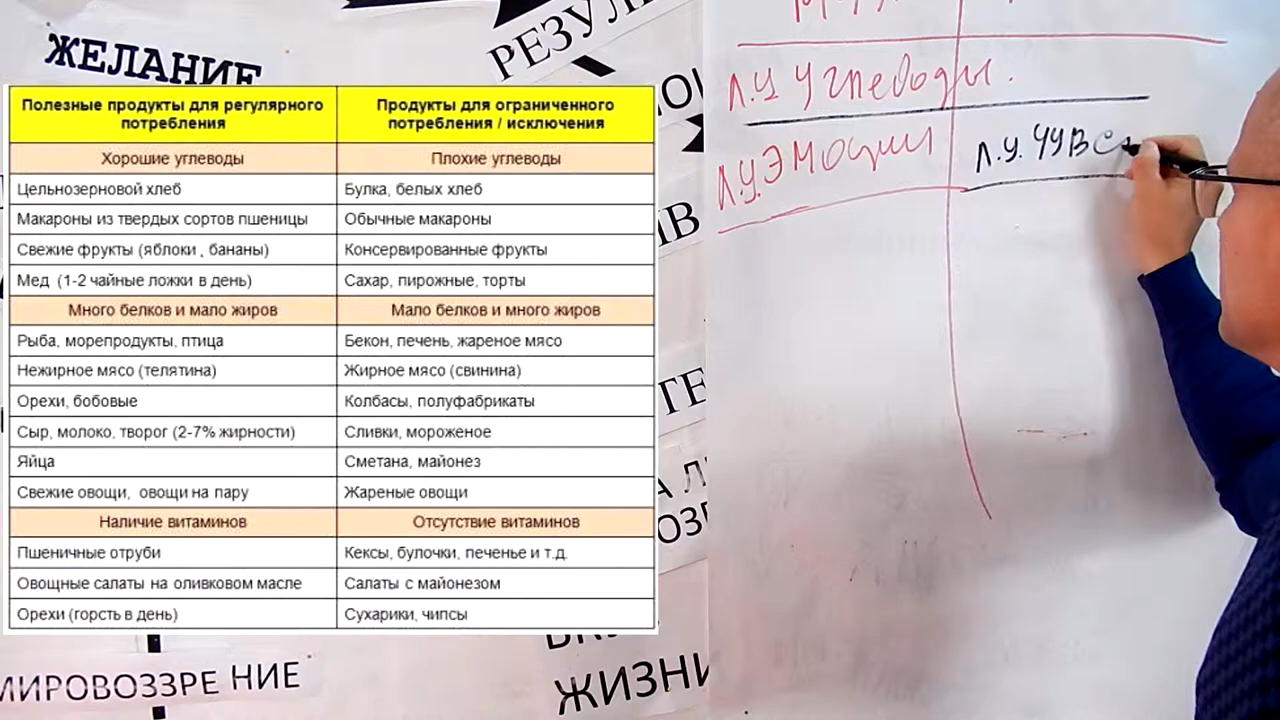 ЖЕЛАНИЕ
РЕЗУЛ
Полезные продукты для регулярного потребления
Продукты для ограниченного потребления / исключения
Хорошие углеводы
Плохие углеводы
Цельнозерновой хлеб
Булка, белых хлеб
Макароны из твердых сортов пшеницы
Обычные макароны
Свежие фрукты (яблоки , бананы)
Консервированные фрукты
Мед (1-2 чайные ложки в день)
Сахар, пирожные, торты
Много белков и мало жиров
Мало белков и много жиров
Рыба, морепродукты, птица
Бекон, печень, жареное мясо
Нежирное мясо (телятина)
Жирное мясо (свинина)
Орехи, бобовые
Колбасы, полуфабрикаты
Сыр, молоко, творог (2-7% жирности)
Сливки, мороженое
Яйца
Сметана, майонез
Свежие овощи, овощи на пару
Жареные овощи
Наличие витаминов
Отсутствие витаминов
Пшеничные отруби
Кексы, булочки, печенье и т.д.
Овощные салаты на оливковом масле
Салаты с майонезом
Орехи (горсть в день)
Сухарики, чипсы
МИРОВОЗЗРЕ НИЕ
ЖИЗНИ
Углеводы.
Л.У. Эмоции
Л.У. ЧУВС